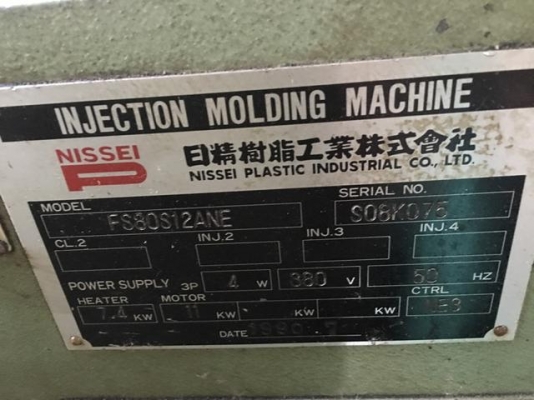 INJECTION MOLDING MACHINE
NISSEI
日精樹脂工業株式會社
NISSEI PLASTIC INDUSTRIAL CO., LTD.
MODEL SERIAL NO.
FS80S12ANE S08K075
CL.2 INJ.2 INJ.3 INJ.4
POWER SUPPLY 3P 4 W 380 V 50 HZ
HEATER MOTOR CTRL
7.4 KW 11 KW KW KW
DATE 1990